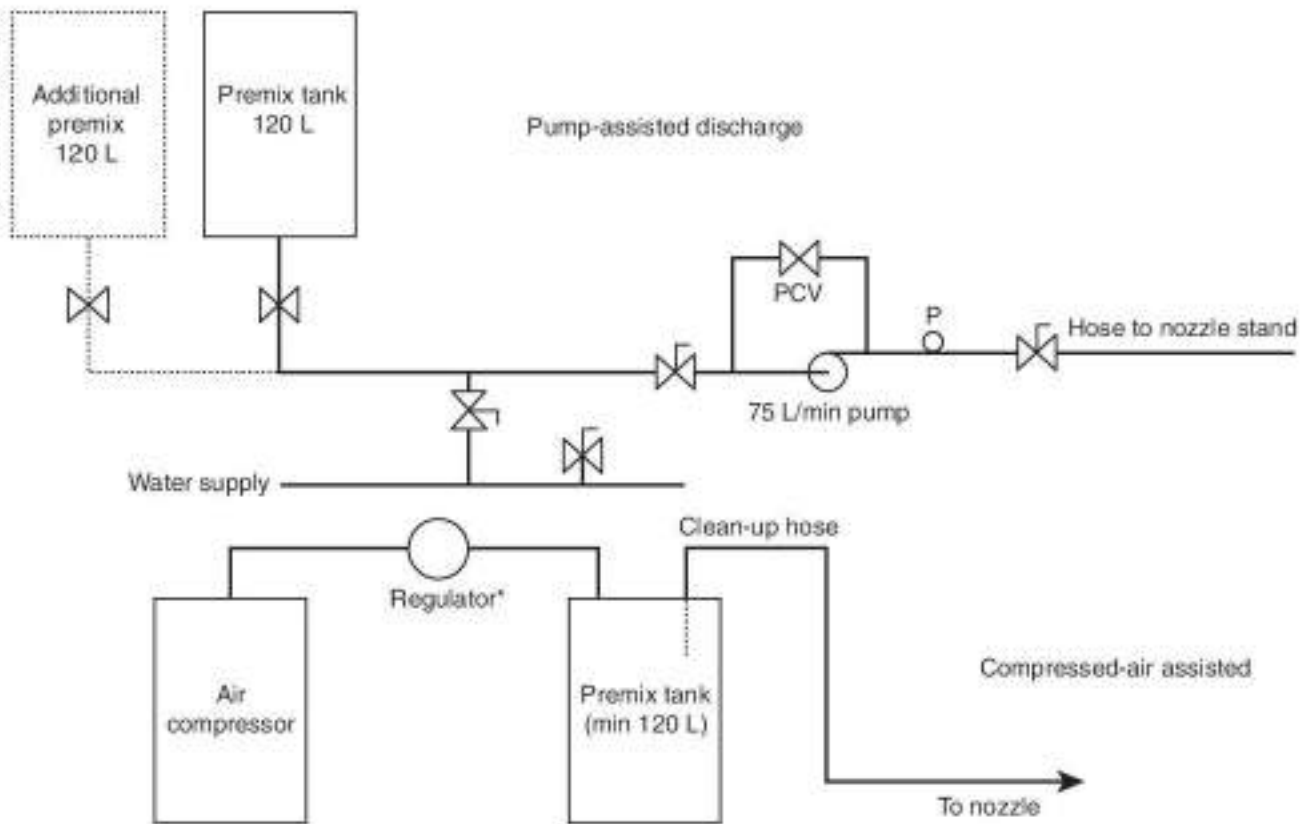 Additional
premix
120 L
Premix tank
120 L
Pump-assisted discharge
PCV
P
Hose to nozzle stand
75 L/min pump
Water supply
Clean-up hose
Regulator*
Air
compressor
Premix tank
(min 120 L)
Compressed-air assisted
To nozzle